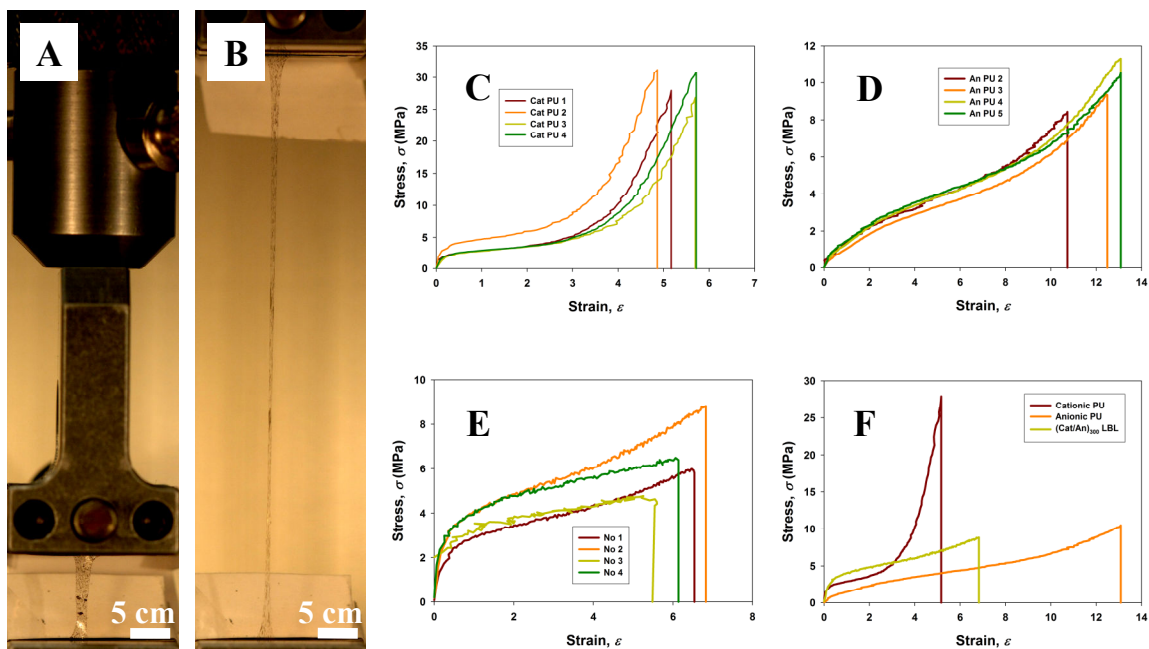 A
B
5 cm
5 cm
C
Cat PU 1
Cat PU 2
Cat PU 3
Cat PU 4
Stress, σ (MPa)
35
30
25
20
15
10
5
0
0 1 2 3 4 5 6 7
Strain, ε
D
An PU 2
An PU 3
An PU 4
An PU 5
Stress, σ (MPa)
12
10
8
6
4
2
0
0 2 4 6 8 10 12 14
Strain, ε
E
No 1
No 2
No 3
No 4
Stress, σ (MPa)
10
8
6
4
2
0
0 2 4 6 8
Strain, ε
F
Cationic PU
Anionic PU
(Cat/An)300 LBL
Stress, σ (MPa)
30
25
20
15
10
5
0
0 2 4 6 8 10 12 14
Strain, ε